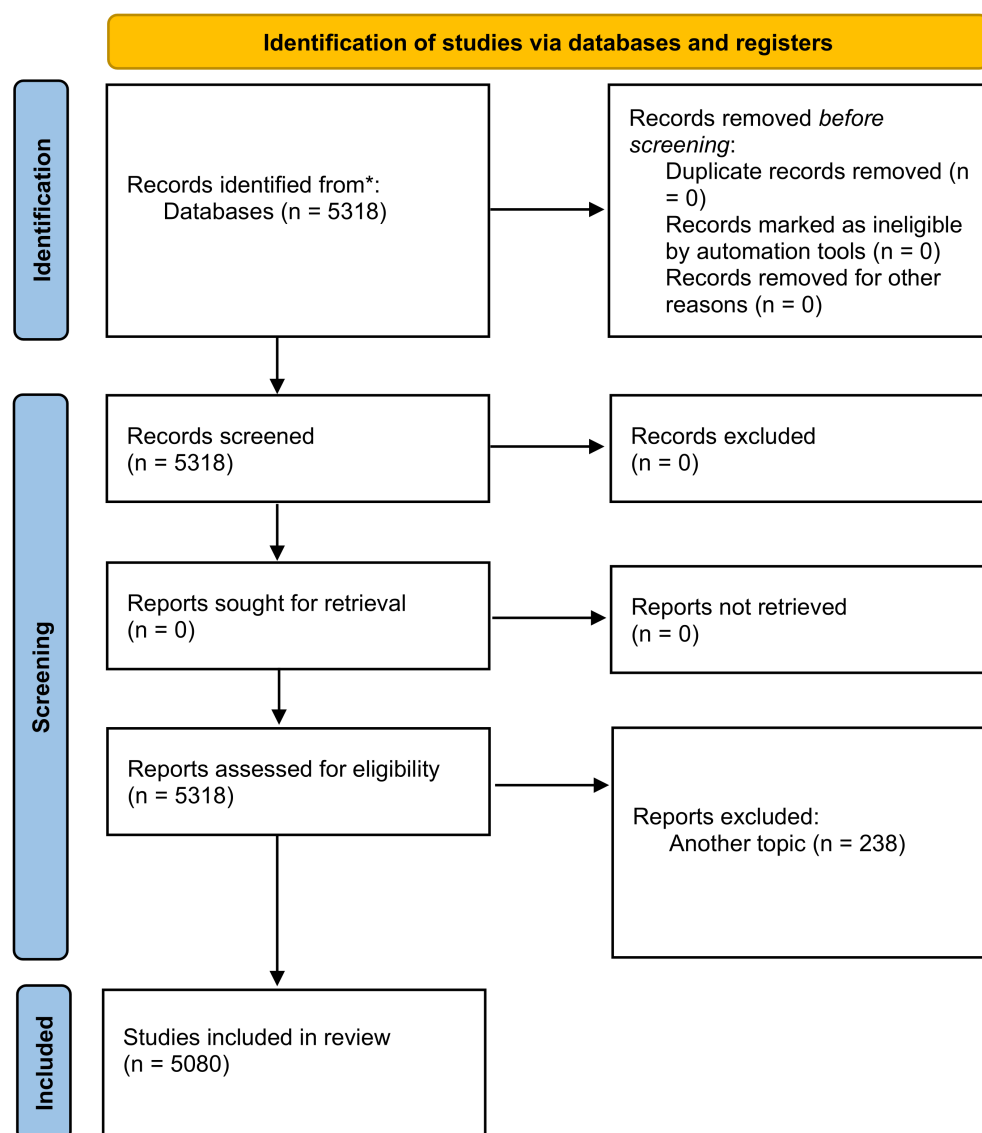 Identification of studies via databases and registers
Identification
Records identified from*:
Databases (n = 5318)
Records removed before
screening:
Duplicate records removed (n
= 0)
Records marked as ineligible
by automation tools (n = 0)
Records removed for other
reasons (n = 0)
Screening
Records screened
(n = 5318)
Records excluded
(n = 0)
Reports sought for retrieval
(n = 0)
Reports not retrieved
(n = 0)
Reports assessed for eligibility
(n = 5318)
Reports excluded:
Another topic (n = 238)
Included
Studies included in review
(n = 5080)